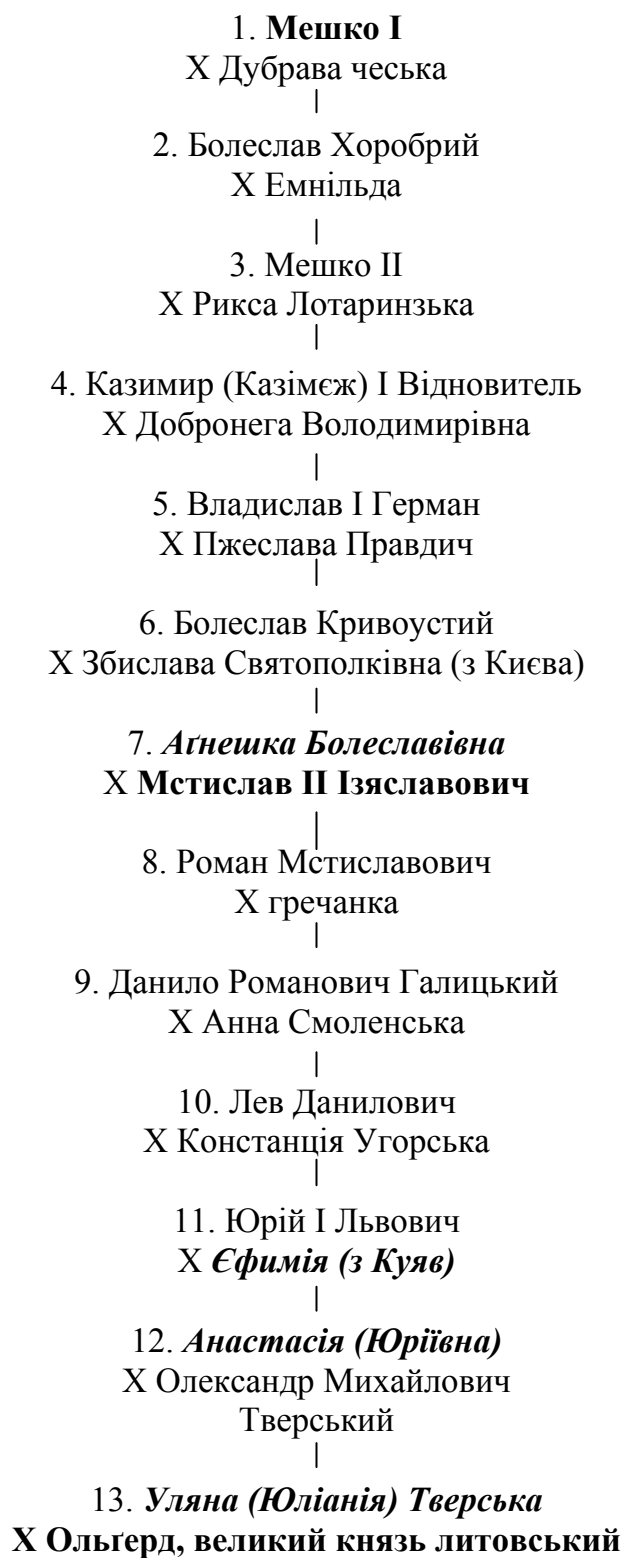 1. Мешко I
X Дубрава чеська
|
2. Болеслав Хоробрий
X Емнільда
|
3. Мешко II
X Рикса Лотаринзька
|
4. Казимир (Казімєж) I Відновитель
X Добронега Володимирівна
|
5. Владислав I Герман
X Пжеслава Правдич
|
6. Болеслав Кривоустий
X Збислава Святополківна (з Києва)
|
7. Аґнешка Болеславівна
X Мстислав II Ізяславович
|
8. Роман Мстиславович
X гречанка
|
9. Данило Романович Галицький
X Анна Смоленська
|
10. Лев Данилович
X Констанція Угорська
|
11. Юрій I Львович
X Єфимія (з Куяв)
|
12. Анастасія (Юріївна)
X Олександр Михайлович
Тверський
|
13. Уляна (Юліанія) Тверська
X Ольґерд, великий князь литовський